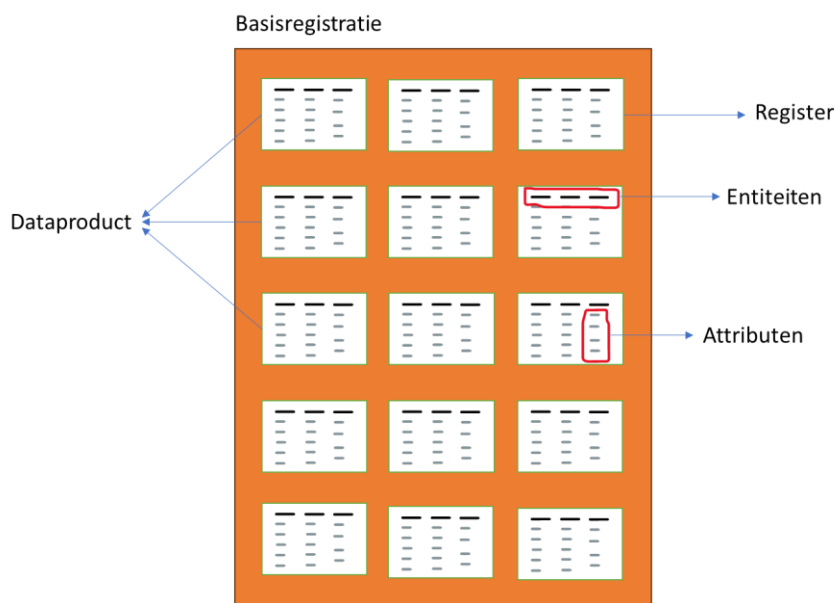 Basisregistratie
Register
Entiteiten
Dataproduct
Attributen